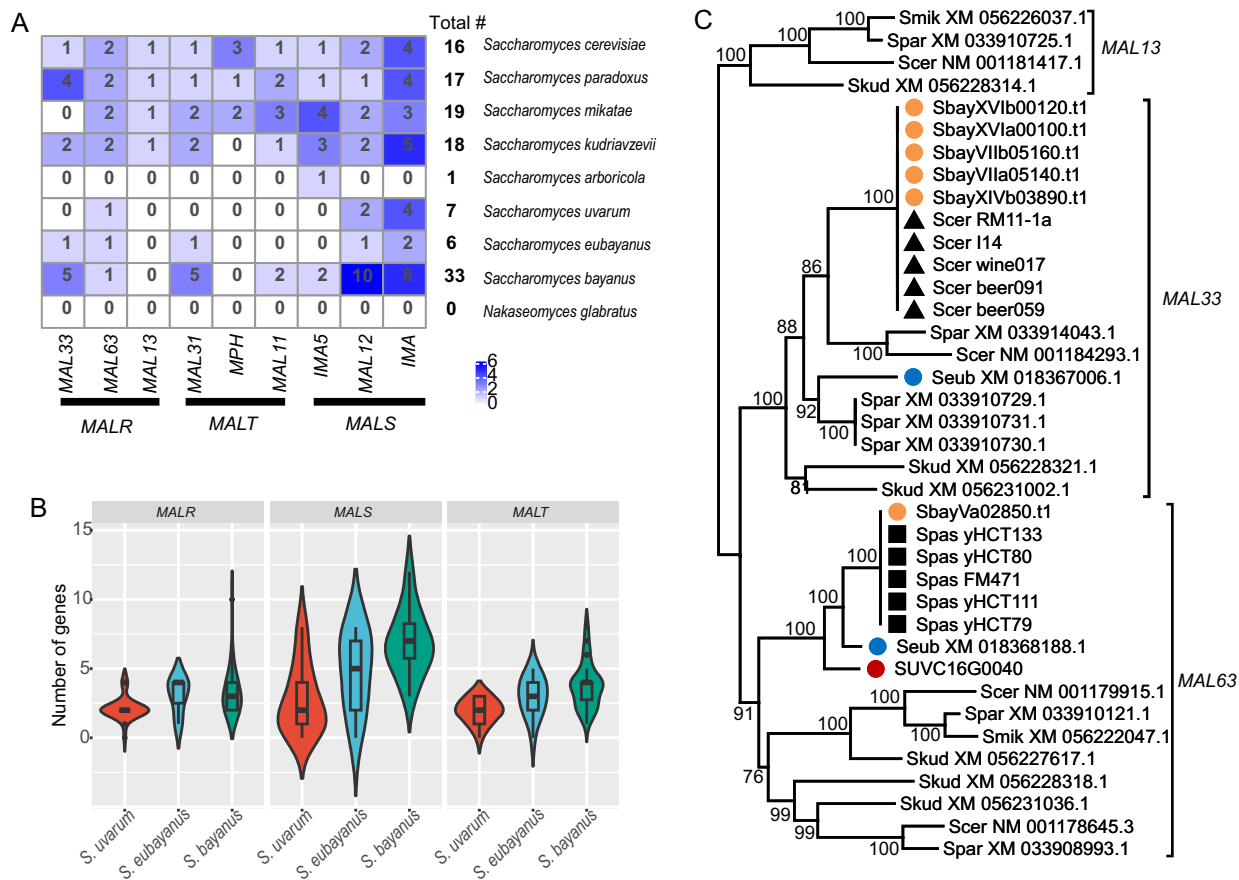 A
Total #
1 2 1 1 3 1 1 2 4 16 Saccharomyces cerevisiae
4 2 1 1 1 2 1 1 4 17 Saccharomyces paradoxus
0 2 1 2 2 3 4 2 3 19 Saccharomyces mikatae
2 2 1 2 0 1 3 2 5 18 Saccharomyces kudriavzevii
0 0 0 0 0 0 1 0 0 1 Saccharomyces arboricola
0 1 0 0 0 0 0 2 4 7 Saccharomyces uvarum
1 1 0 1 0 0 0 1 2 6 Saccharomyces eubayanus
5 1 0 5 0 2 2 10 8 33 Saccharomyces bayanus
0 0 0 0 0 0 0 0 0 0 Nakaseomyces glabratus
MAL33 MAL63 MAL13 MAL31 MPH MAL11 IMA5 MAL12 IMA
6
4
2
0
MALR MALT MALS
B
MALR MALS MALT
Number of genes
15
10
5
0
S. uvarum S. eubayanus S. bayanus S. uvarum S. eubayanus S. bayanus S. uvarum S. eubayanus S. bayanus
C
100 Smik XM 056226037.1
100 Spar XM 033910725.1
100 Scer NM 001181417.1
Skud XM 056228314.1
MAL13
SbayXVIb00120.t1
SbayXVIa00100.t1
SbayVIIb05160.t1
SbayVIIa05140.t1
100 SbayXIVb03890.t1
Scer RM11-1a
Scer I14
Scer wine017
86 Scer beer091
Scer beer059
MAL33
88 Spar XM 033914043.1
100 Scer NM 001184293.1
Seub XM 018367006.1
100 92 Spar XM 033910729.1
Spar XM 033910731.1
100 Spar XM 033910730.1
Skud XM 056228321.1
81 Skud XM 056231002.1
SbayVa02850.t1
Spas yHCT133
100 Spas yHCT80
Spas FM471
100 Spas yHCT111
Spas yHCT79
100 Seub XM 018368188.1
SUVC16G0040
MAL63
100 Scer NM 001179915.1
91 100 Spar XM 033910121.1
100 Smik XM 056222047.1
Skud XM 056227617.1
76 Skud XM 056228318.1
99 Skud XM 056231036.1
99 Scer NM 001178645.3
100 Spar XM 033908993.1